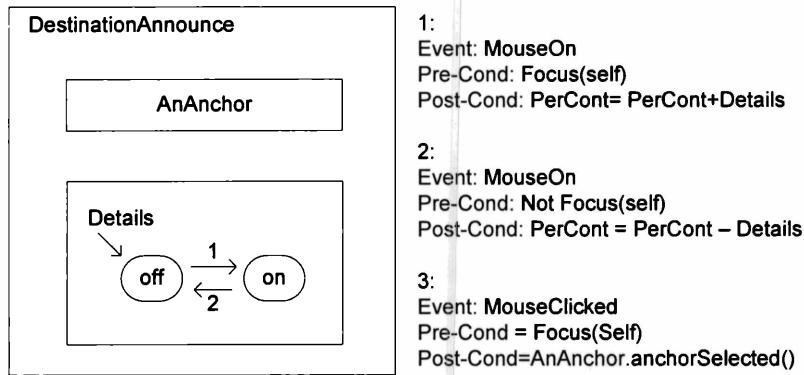 DestinationAnnounce
AnAnchor
Details
off
1
2
on
1:
Event: MouseOn
Pre-Cond: Focus(self)
Post-Cond: PerCont= PerCont+Details
2:
Event: MouseOn
Pre-Cond: Not Focus(self)
Post-Cond: PerCont = PerCont – Details
3:
Event: MouseClicked
Pre-Cond = Focus(Self)
Post-Cond=AnAnchor.anchorSelected()